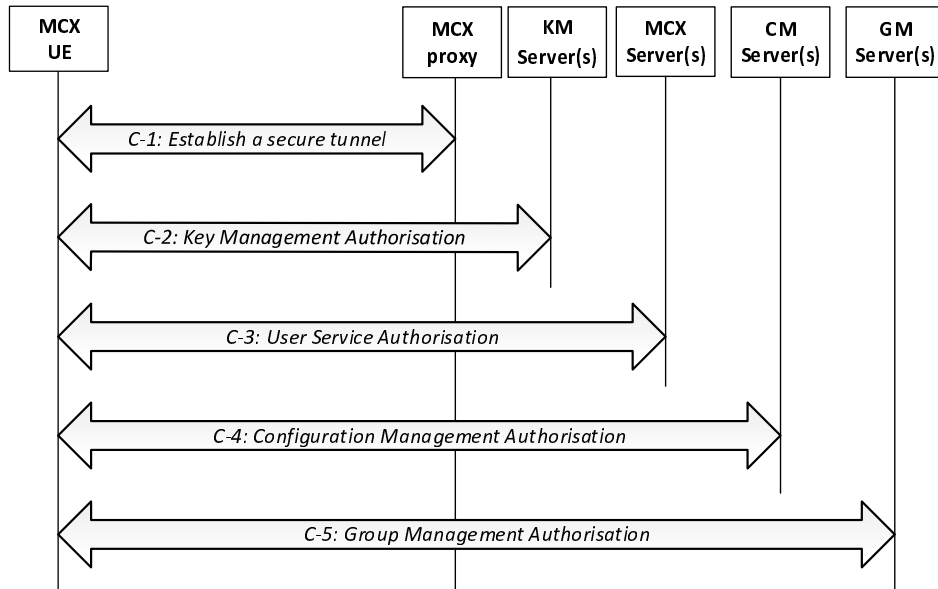 MCX
UE
MCX
proxy
KM
Server(s)
MCX
Server(s)
CM
Server(s)
GM
Server(s)
C-1: Establish a secure tunnel
C-2: Key Management Authorisation
C-3: User Service Authorisation
C-4: Configuration Management Authorisation
C-5: Group Management Authorisation